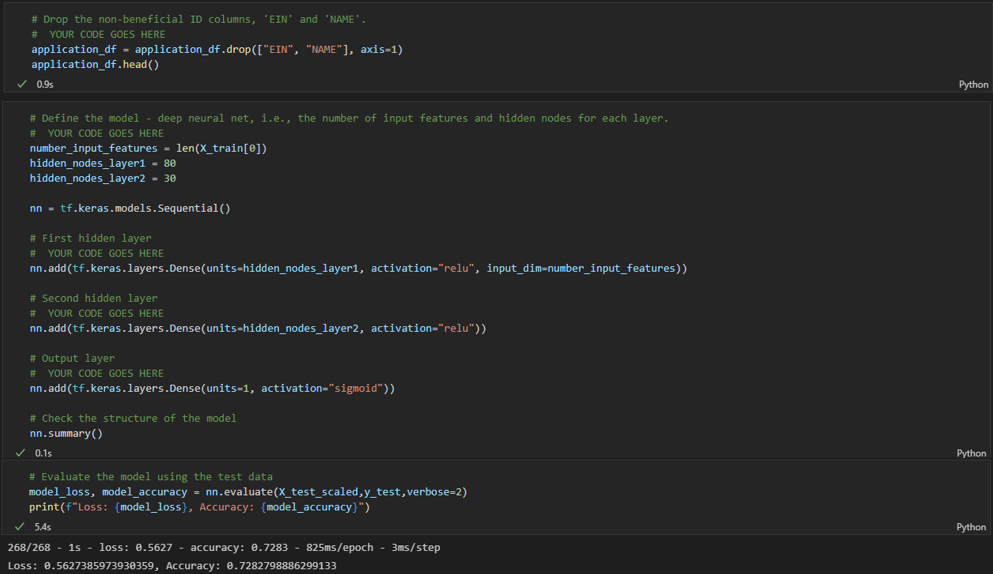 # Drop the non-beneficial ID columns, 'EIN' and 'NAME'.
#  YOUR CODE GOES HERE
application_df = application_df.drop(["EIN", "NAME"], axis=1)
application_df.head()
0.9s
Python
# Define the model - deep neural net, i.e., the number of input features and hidden nodes for each layer.
#  YOUR CODE GOES HERE
number_input_features = len(X_train[0])
hidden_nodes_layer1 = 80
hidden_nodes_layer2 = 30
nn = tf.keras.models.Sequential()
# First hidden layer
#  YOUR CODE GOES HERE
nn.add(tf.keras.layers.Dense(units=hidden_nodes_layer1, activation="relu", input_dim=number_input_features))
# Second hidden layer
#  YOUR CODE GOES HERE
nn.add(tf.keras.layers.Dense(units=hidden_nodes_layer2, activation="relu"))
# Output layer
#  YOUR CODE GOES HERE
nn.add(tf.keras.layers.Dense(units=1, activation="sigmoid"))
# Check the structure of the model
nn.summary()
0.1s
Python
# Evaluate the model using the test data
model_loss, model_accuracy = nn.evaluate(X_test_scaled,y_test,verbose=2)
print(f"Loss: {model_loss}, Accuracy: {model_accuracy}")
5.4s
Python
268/268 - 1s - loss: 0.5627 - accuracy: 0.7283 - 825ms/epoch - 3ms/step
Loss: 0.5627385973930359, Accuracy: 0.7282798886299133